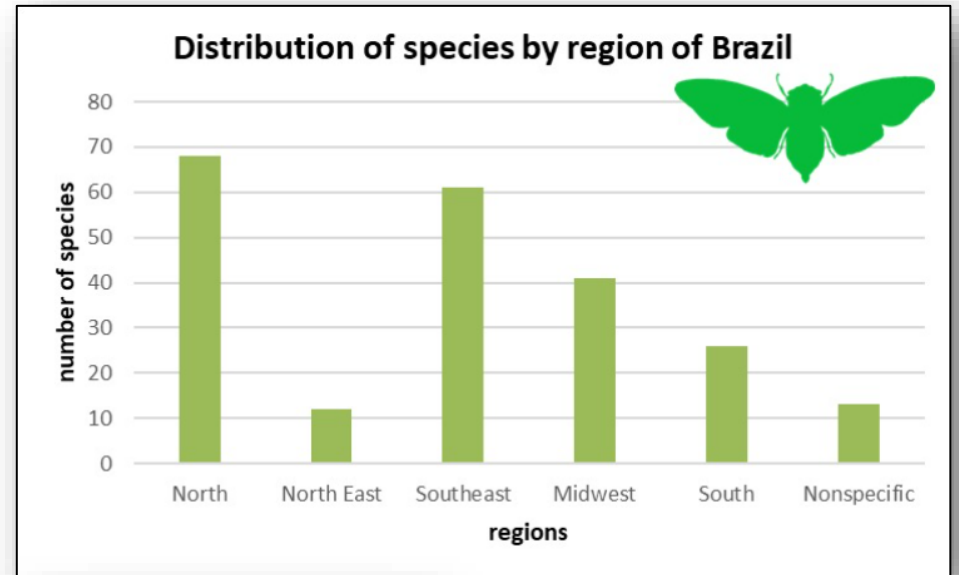 Distribution of species by region of Brazil
80
70
60
50
40
30
20
10
0
number of species
North North East Southeast Midwest South Nonspecific
regions